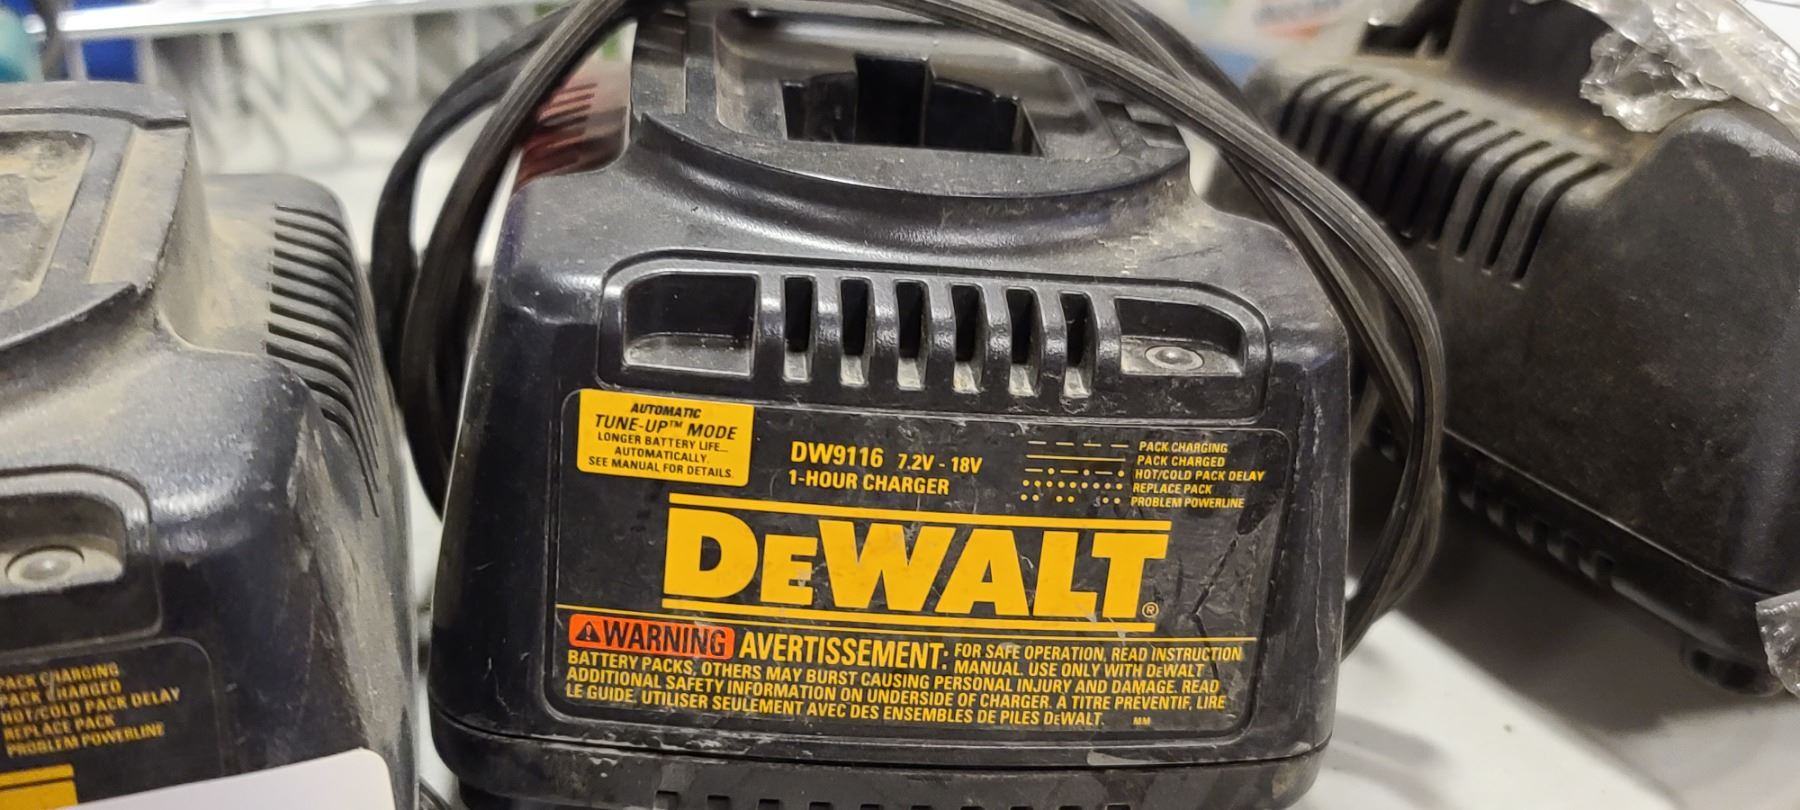 AUTOMATIC
TUNE-UP™ MODE
LONGER BATTERY LIFE...
AUTOMATICALLY.
SEE MANUAL FOR DETAILS.
DW9116 7.2V - 18V
1-HOUR CHARGER
PACK CHARGING
PACK CHARGED
HOT/COLD PACK DELAY
REPLACE PACK
PROBLEM POWERLINE
DEWALT®
WARNING AVERTISSEMENT: FOR SAFE OPERATION, READ INSTRUCTION
MANUAL. USE ONLY WITH DEWALT
BATTERY PACKS, OTHERS MAY BURST CAUSING PERSONAL INJURY AND DAMAGE. READ
ADDITIONAL SAFETY INFORMATION ON UNDERSIDE OF CHARGER. A TITRE PREVENTIF, LIRE
LE GUIDE. UTILISER SEULEMENT AVEC DES ENSEMBLES DE PILES DEWALT. MM
PACK CHARGING
PACK CHARGED
HOT/COLD PACK DELAY
REPLACE PACK
PROBLEM POWERLINE